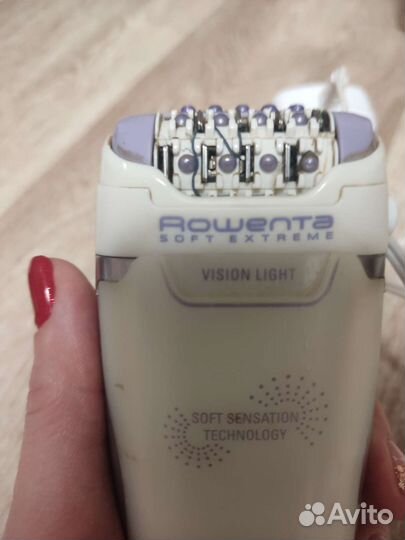 Rowenta
SOFT EXTREME
VISION LIGHT
SOFT SENSATION
TECHNOLOGY
Avito